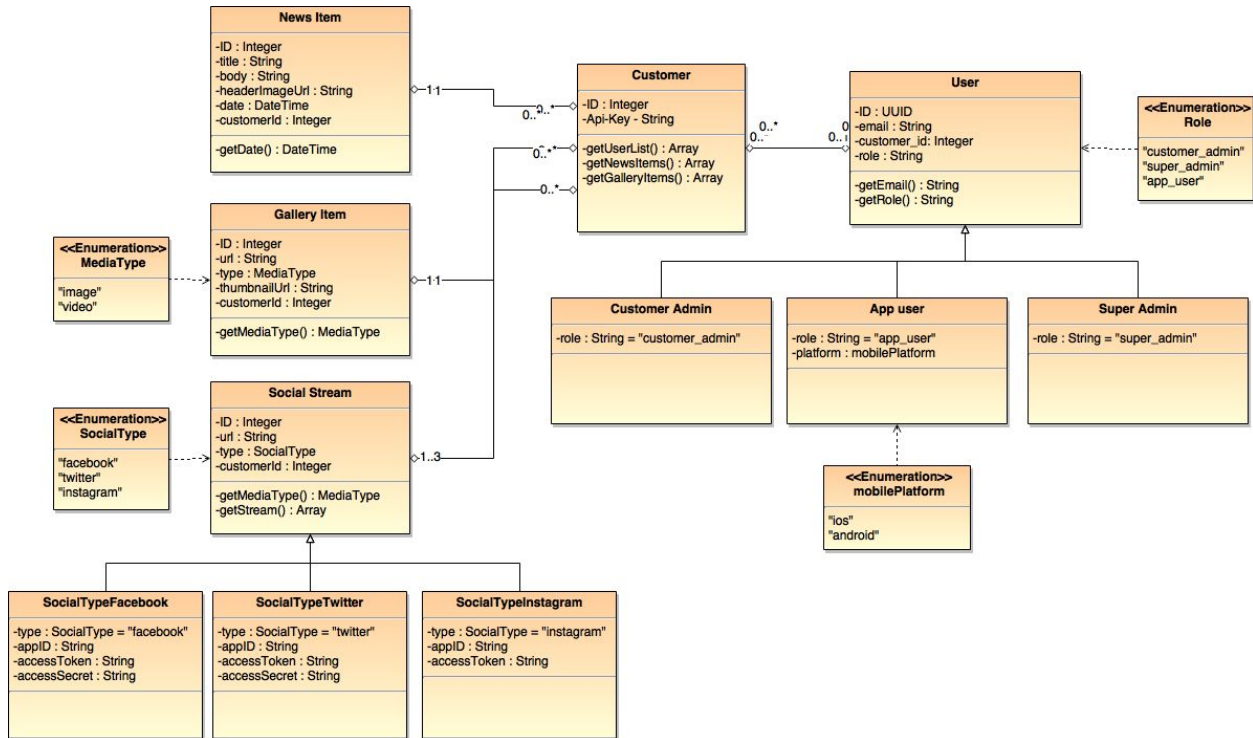 News Item
-ID : Integer
-title : String
-body : String
-headerImageUrl : String
-date : DateTime
-customerId : Integer
-getDate() : DateTime
1
1
0..*
0..*
Customer
-ID : Integer
-Api-Key - String
-getUserList() : Array
-getNewsItems() : Array
-getGalleryItems() : Array
0..*
0..*
0..*
0..
User
-ID : UUID
-email : String
-customer_id: Integer
-role : String
-getEmail() : String
-getRole() : String
<<Enumeration>>
Role
"customer_admin"
"super_admin"
"app_user"
<<Enumeration>>
MediaType
"image"
"video"
Gallery Item
-ID : Integer
-url : String
-type : MediaType
-thumbnailUrl : String
-customerId : Integer
-getMediaType() : MediaType
1
1
Customer Admin
-role : String = "customer_admin"
App user
-role : String = "app_user"
-platform : mobilePlatform
Super Admin
-role : String = "super_admin"
<<Enumeration>>
SocialType
"facebook"
"twitter"
"instagram"
Social Stream
-ID : Integer
-url : String
-type : SocialType
-customerId : Integer
-getMediaType() : MediaType
-getStream() : Array
1..3
<<Enumeration>>
mobilePlatform
"ios"
"android"
SocialTypeFacebook
-type : SocialType = "facebook"
-appID : String
-accessToken : String
-accessSecret : String
SocialTypeTwitter
-type : SocialType = "twitter"
-appID : String
-accessToken : String
-accessSecret : String
SocialTypeInstagram
-type : SocialType = "instagram"
-appID : String
-accessToken : String